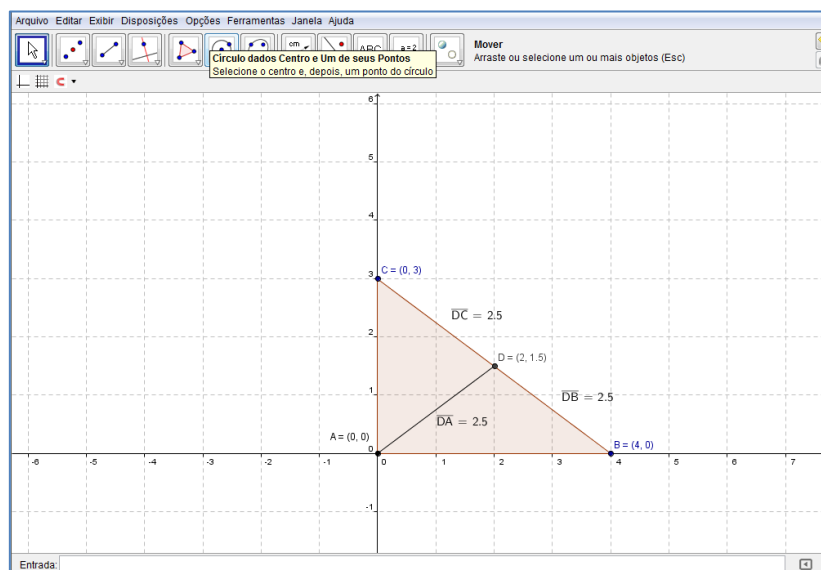 Arquivo Editar Exibir Disposições Opções Ferramentas Janela Ajuda
cm
ABC
a=2
Mover
Arraste ou selecione um ou mais objetos (Esc)
Círculo dados Centro e Um de seus Pontos
Selecione o centro e, depois, um ponto do círculo
6
5
4
3
2
1
0
-1
C = (0, 3)
DC = 2.5
D = (2, 1.5)
DB = 2.5
DA = 2.5
A = (0, 0)
B = (4, 0)
-6 -5 -4 -3 -2 -1 0 1 2 3 4 5 6 7
Entrada: